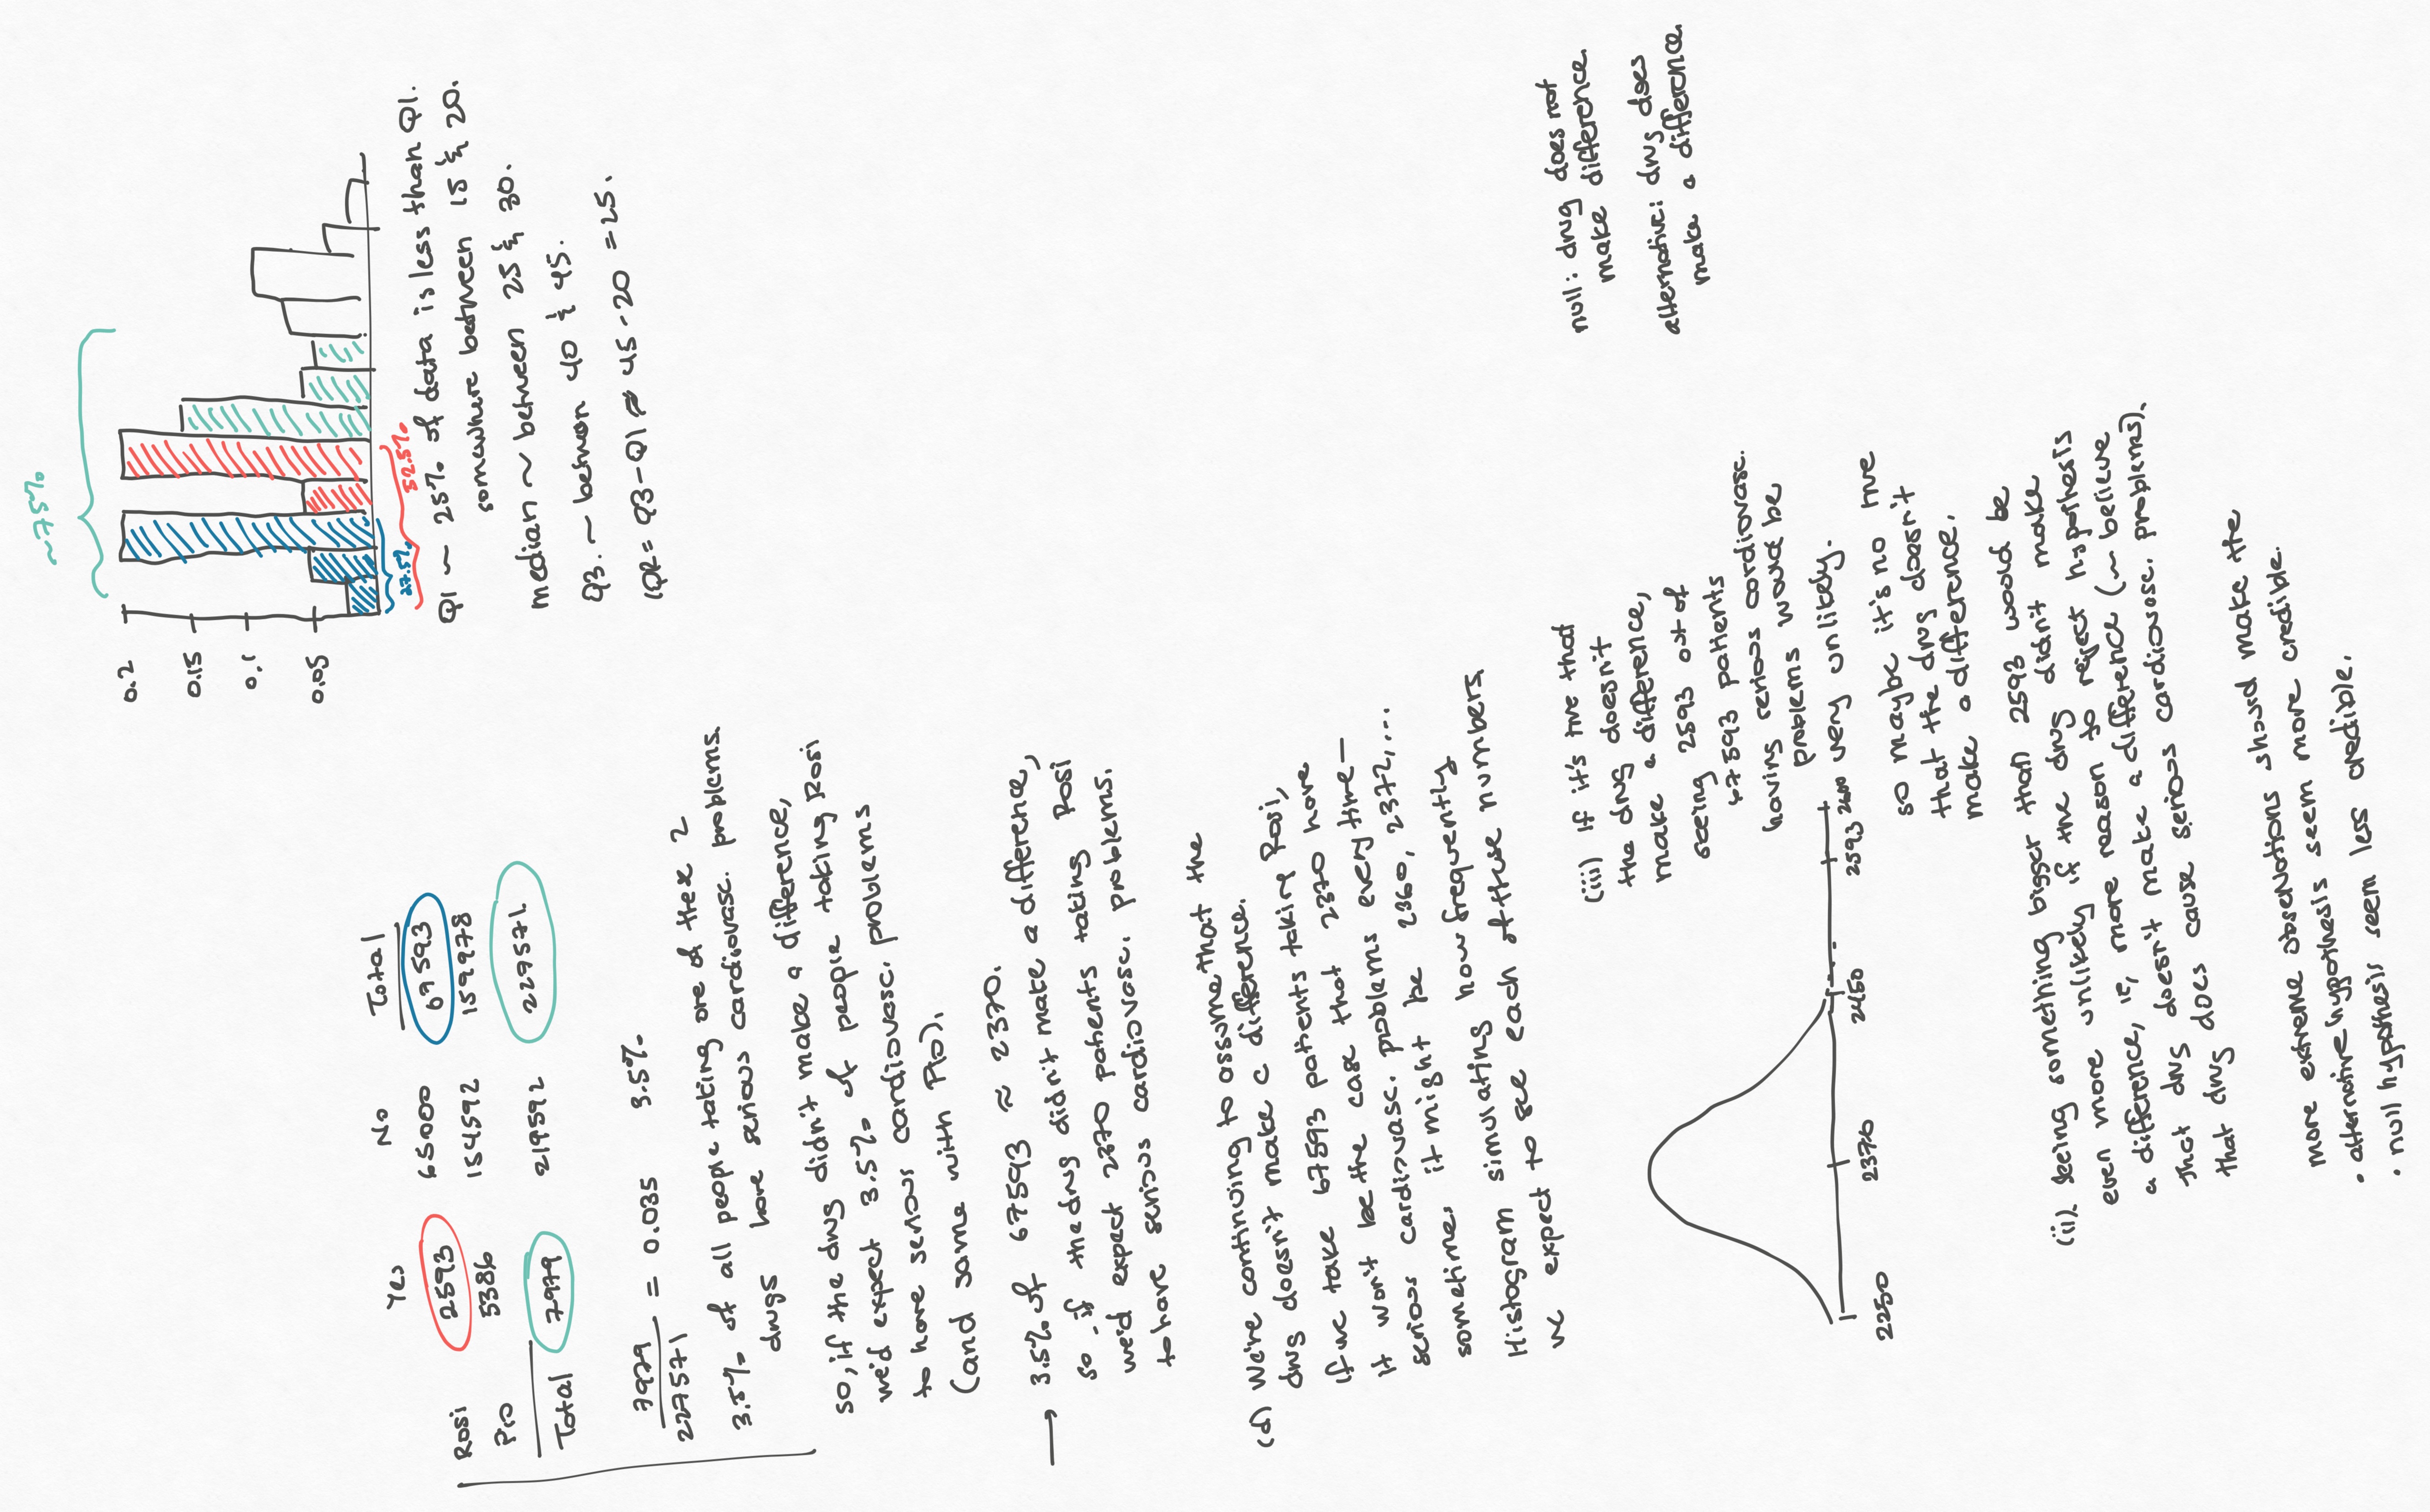 ~75%
0.2
0.15
0.1
0.05
27.5%
52.5%
Q1 ~ 25% of data is less than Q1.
somewhere between 15 & 20.
median ~ between 25 & 30.
Q3. ~ between 40 & 45.
IQR = Q3-Q1 ≈ 45-20 = 25.
Yes No Total
Rosi 2593 65000 67593
Pio 5386 154592 159978
Total 7979 219592 227571.
7979
227571
= 0.035 3.5%
3.5% of all people taking one of these 2
drugs have serious cardiovasc. problems.
so, if the drug didn't make a difference,
we'd expect 3.5% of people taking Rosi
to have serious cardiovasc. problems
(and same with Pio).
→ 3.5% of 67593 ≈ 2370.
so if the drug didn't make a difference,
we'd expect 2370 patients taking Rosi
to have serious cardiovasc. problems.
(d) We're continuing to assume that the
drug doesn't make a difference.
if we take 67593 patients taking Rosi,
it won't be the case that 2370 have
serious cardiovasc. problems every time—
sometimes it might be 2360, 2372,...
Histogram simulating how frequently
we expect to see each of these numbers.
2250
2370
2450
2593
2600
(iii) If it's true that
the drug doesn't
make a difference,
seeing 2593 out of
67593 patients
having serious cardiovasc.
problems would be
very unlikely.
so maybe it's no true
that the drug doesn't
make a difference.
null: drug does not
make difference.
alternative: drug does
make a difference
(ii). Seeing something bigger than 2593 would be
even more unlikely if the drug didn't make
a difference, ie, more reason to reject hypothesis
that drug doesn't make a difference (~ believe
that drug does cause serious cardiovasc. problems).
more extreme observations should make the
• alternative hypothesis seem more credible.
• null hypothesis seem less credible.